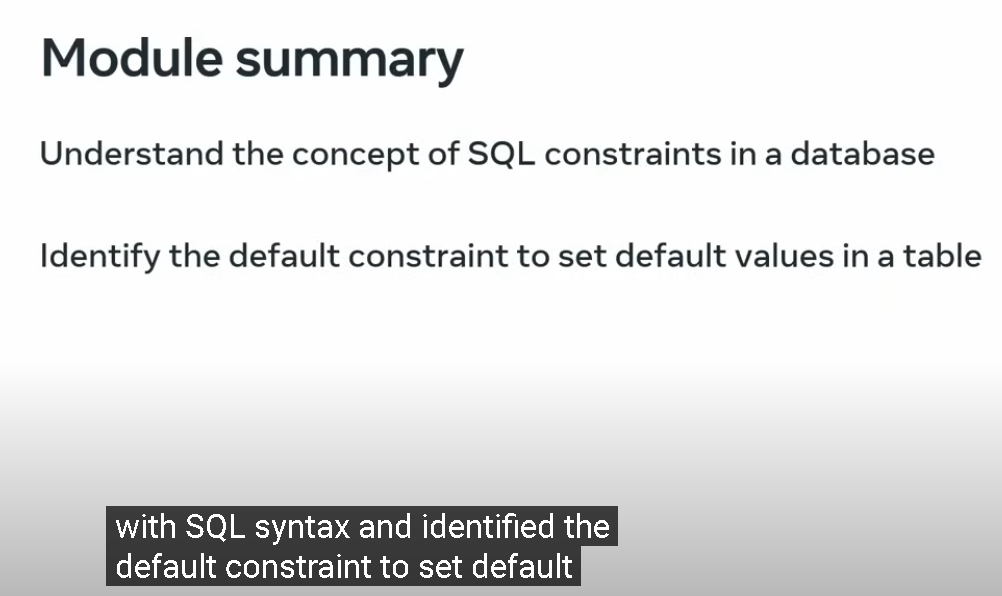 Module summary
Understand the concept of SQL constraints in a database
Identify the default constraint to set default values in a table
with SQL syntax and identified the
default constraint to set default